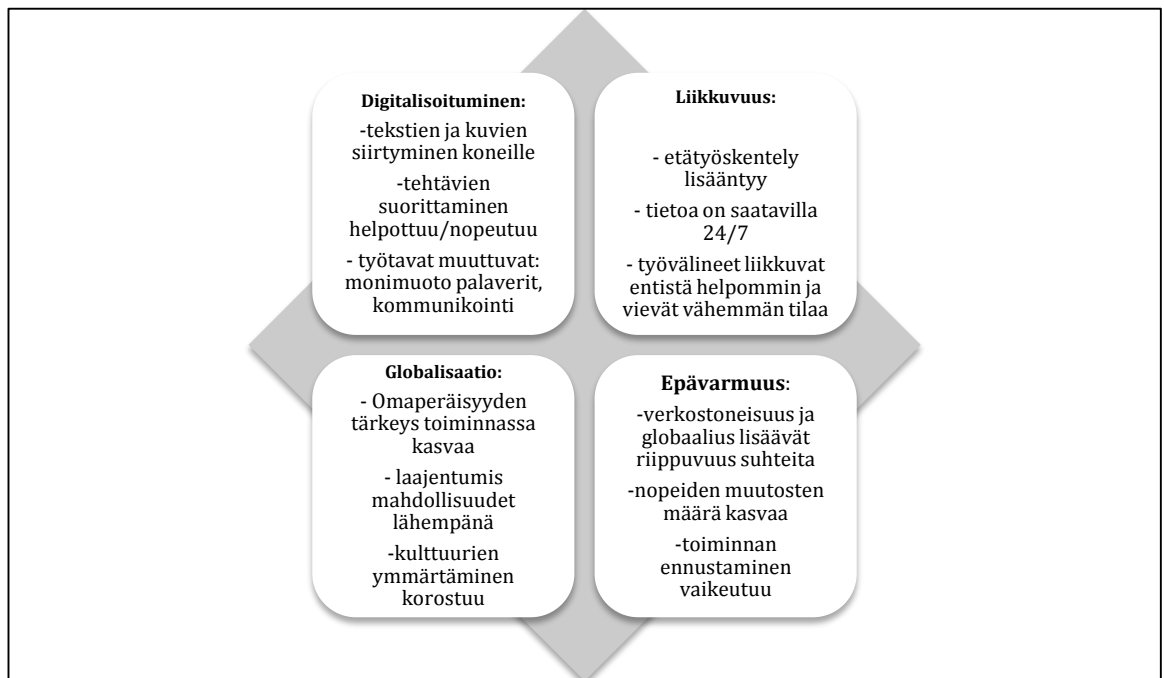 Digitalisoituminen:
-tekstien ja kuvien
siirtyminen koneille
-tehtävien
suorittaminen
helpottuu/nopeutuu
- työtavat muuttuvat:
monimuoto palaverit,
kommunikointi
Liikkuvuus:
- etätyöskentely
lisääntyy
- tietoa on saatavilla
24/7
- työvälineet liikkuvat
entistä helpommin ja
vievät vähemmän tilaa
Globalisaatio:
- Omaperäisyyden
tärkeys toiminnassa
kasvaa
- laajentumis
mahdollisuudet
lähempänä
-kulttuurien
ymmärtäminen
korostuu
Epävarmuus:
-verkostoneisuus ja
globaalius lisäävät
riippuvuus suhteita
-nopeiden muutosten
määrä kasvaa
-toiminnan
ennustaminen
vaikeutuu